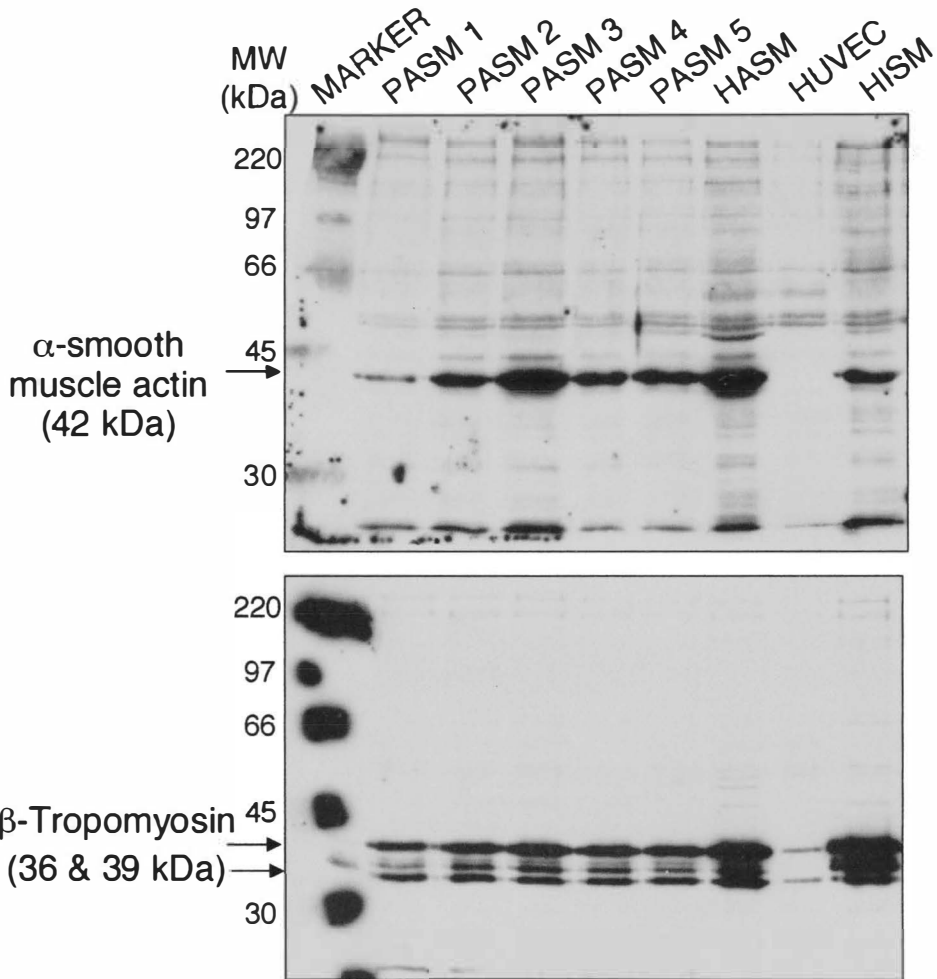 MW
(kDa)
MARKER
PASM 1
PASM 2
PASM 3
PASM 4
PASM 5
HASM
HUVEC
HISM
220
97
66
α-smooth
muscle actin
(42 kDa)
45
30
220
97
66
45
β-Tropomyosin
(36 & 39 kDa)
30